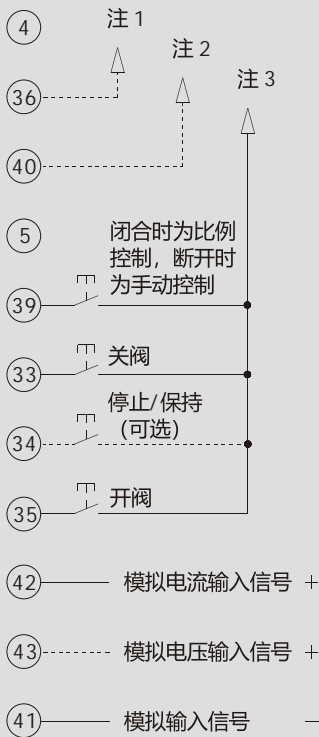 4
注 1
36
注 2
40
注 3
5
闭合时为比例
控制，断开时
为手动控制
39
关阀
33
停止/保持
（可选）
34
开阀
35
42 模拟电流输入信号 +
43 模拟电压输入信号 +
41 模拟输入信号 —